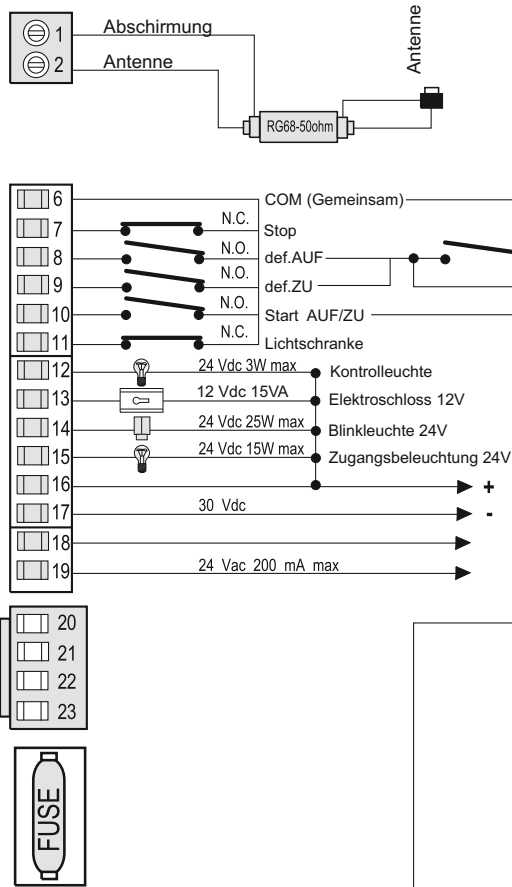 1 Abschirmung
2 Antenne
Antenne
RG68-50ohm
6 COM (Gemeinsam)
7 N.C. Stop
8 N.O. def.AUF
9 N.O. def.ZU
10 N.O. Start AUF/ZU
11 N.C. Lichtschranke
12 24 Vdc 3W max Kontrolleuchte
13 12 Vdc 15VA Elektroschloss 12V
14 24 Vdc 25W max Blinkleuchte 24V
15 24 Vdc 15W max Zugangsbeleuchtung 24V
16 +
17 30 Vdc -
18
19 24 Vac 200 mA max
20
21
22
23
FUSE